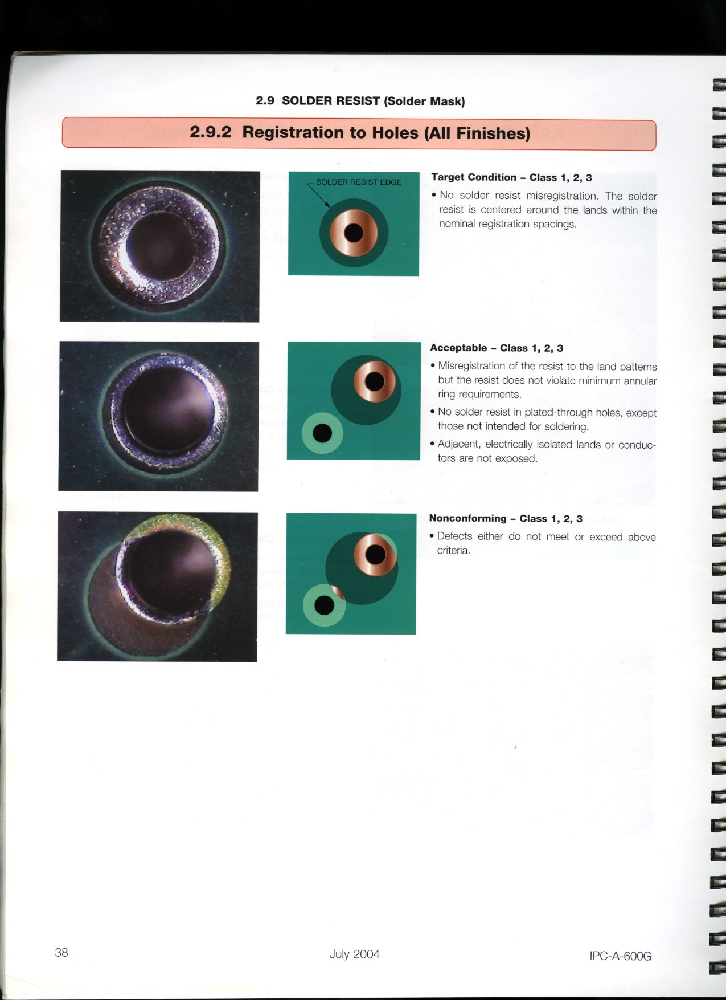 2.9 SOLDER RESIST (Solder Mask)
2.9.2 Registration to Holes (All Finishes)
SOLDER RESIST EDGE
Target Condition – Class 1, 2, 3
• No solder resist misregistration. The solder
resist is centered around the lands within the
nominal registration spacings.
Acceptable – Class 1, 2, 3
• Misregistration of the resist to the land patterns
but the resist does not violate minimum annular
ring requirements.
• No solder resist in plated-through holes, except
those not intended for soldering.
• Adjacent, electrically isolated lands or conduc-
tors are not exposed.
Nonconforming – Class 1, 2, 3
• Defects either do not meet or exceed above
criteria.
38
July 2004
IPC-A-600G